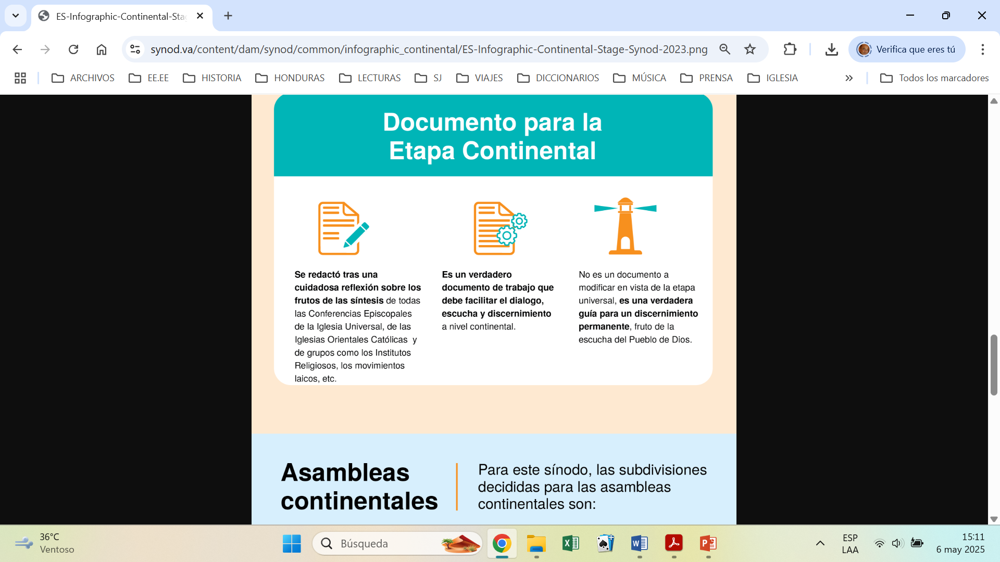 ES-Infographic-Continental-Sta
synod.va/content/dam/synod/common/infographic_continental/ES-Infographic-Continental-Stage-Synod-2023.png
Verifica que eres tú
ARCHIVOS EE.EE HISTORIA HONDURAS LECTURAS SJ VIAJES DICCIONARIOS MÚSICA PRENSA IGLESIA Todos los marcadores
Documento para la
Etapa Continental
Se redactó tras una
cuidadosa reflexión sobre los
frutos de las síntesis de todas
las Conferencias Episcopales
de la Iglesia Universal, de las
Iglesias Orientales Católicas y
de grupos como los Institutos
Religiosos, los movimientos
laicos, etc.
Es un verdadero
documento de trabajo que
debe facilitar el dialogo,
escucha y discernimiento
a nivel continental.
No es un documento a
modificar en vista de la etapa
universal, es una verdadera
guía para un discernimiento
permanente, fruto de la
escucha del Pueblo de Dios.
Asambleas
continentales
Para este sínodo, las subdivisiones
decididas para las asambleas
continentales son:
36°C
Ventoso
Búsqueda
ESP
LAA
15:11
6 may 2025